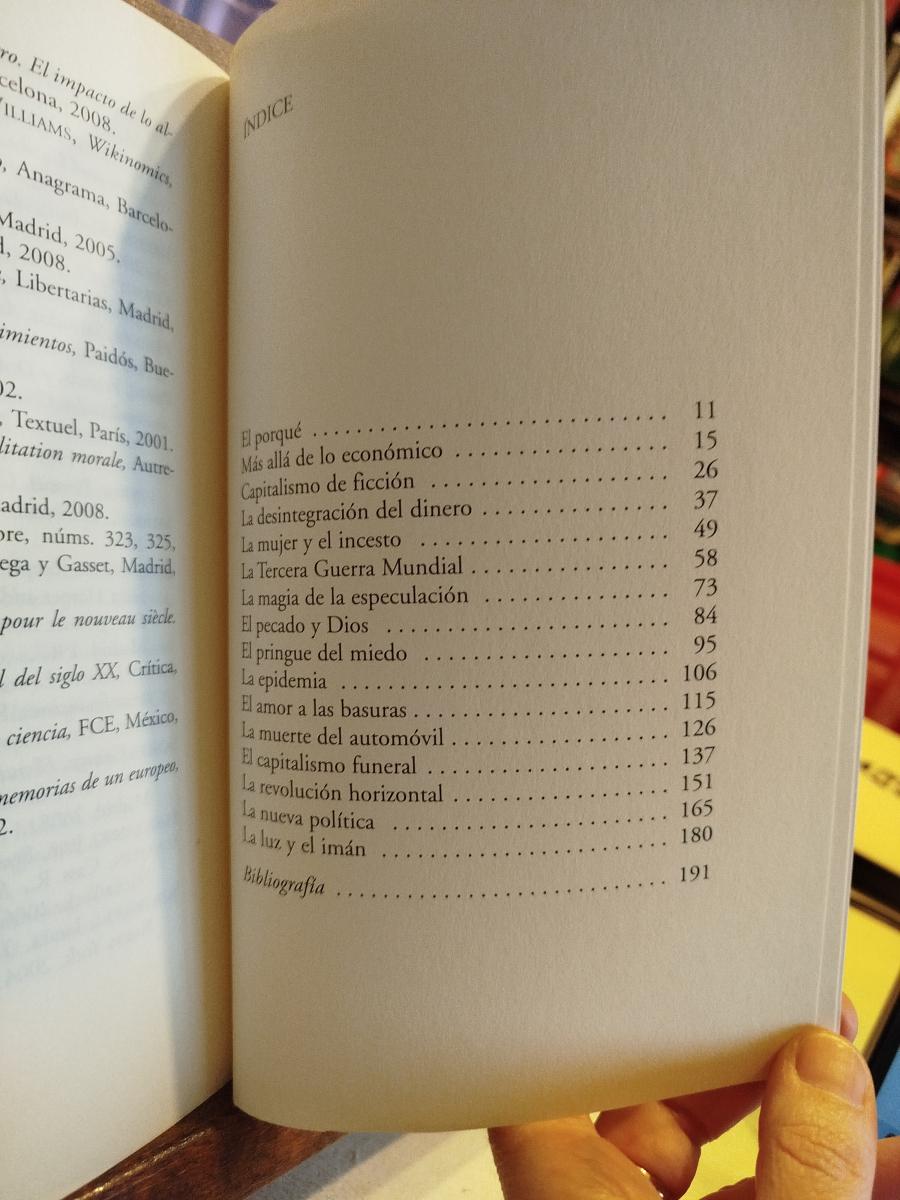 ro. El impacto de lo al-
celona, 2008.
WILLIAMS, Wikinomics,
Anagrama, Barcelo-
Madrid, 2005.
2008.
Libertarias, Madrid,
imientos, Paidós, Bue-
02.
Textuel, París, 2001.
litation morale, Autre-
adrid, 2008.
bre, núms. 323, 325,
ega y Gasset, Madrid,
pour le nouveau siècle.
l del siglo XX, Crítica,
ciencia, FCE, México,
memorias de un europeo,
2.
ÍNDICE
El porqué . . . . . . . . . . . . . . . . . . . . . . . . . . . . . . 11
Más allá de lo económico . . . . . . . . . . . . . . . . . . 15
Capitalismo de ficción . . . . . . . . . . . . . . . . . . . . 26
La desintegración del dinero . . . . . . . . . . . . . . . . 37
La mujer y el incesto . . . . . . . . . . . . . . . . . . . . . 49
La Tercera Guerra Mundial . . . . . . . . . . . . . . . . . 58
La magia de la especulación . . . . . . . . . . . . . . . . 73
El pecado y Dios . . . . . . . . . . . . . . . . . . . . . . . . 84
El pringue del miedo . . . . . . . . . . . . . . . . . . . . . 95
La epidemia . . . . . . . . . . . . . . . . . . . . . . . . . . . . 106
El amor a las basuras . . . . . . . . . . . . . . . . . . . . . . 115
La muerte del automóvil . . . . . . . . . . . . . . . . . . . 126
El capitalismo funeral . . . . . . . . . . . . . . . . . . . . . 137
La revolución horizontal . . . . . . . . . . . . . . . . . . . 151
La nueva política . . . . . . . . . . . . . . . . . . . . . . . . 165
La luz y el imán . . . . . . . . . . . . . . . . . . . . . . . . . 180
Bibliografía . . . . . . . . . . . . . . . . . . . . . . . . . . . . 191